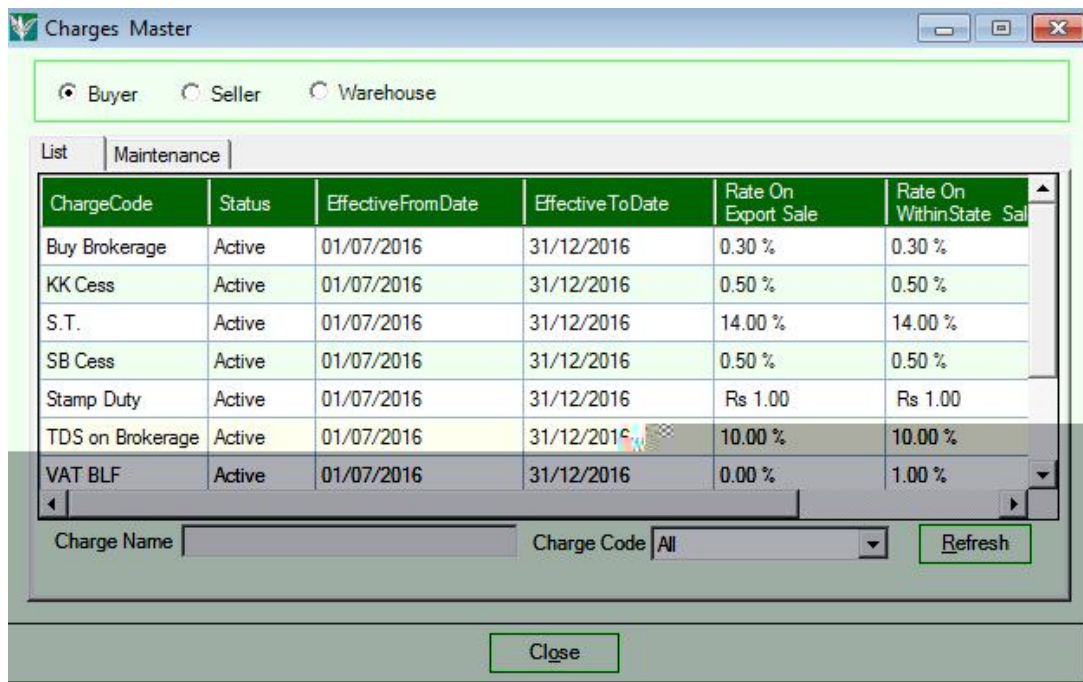 Charges Master
Buyer Seller Warehouse
List Maintenance
ChargeCode Status EffectiveFromDate EffectiveToDate Rate On Export Sale Rate On WithinState Sal
Buy Brokerage Active 01/07/2016 31/12/2016 0.30 % 0.30 %
KK Cess Active 01/07/2016 31/12/2016 0.50 % 0.50 %
S.T. Active 01/07/2016 31/12/2016 14.00 % 14.00 %
SB Cess Active 01/07/2016 31/12/2016 0.50 % 0.50 %
Stamp Duty Active 01/07/2016 31/12/2016 Rs 1.00 Rs 1.00
TDS on Brokerage Active 01/07/2016 31/12/2016 10.00 % 10.00 %
VAT BLF Active 01/07/2016 31/12/2016 0.00 % 1.00 %
Charge Name Charge Code All Refresh
Close